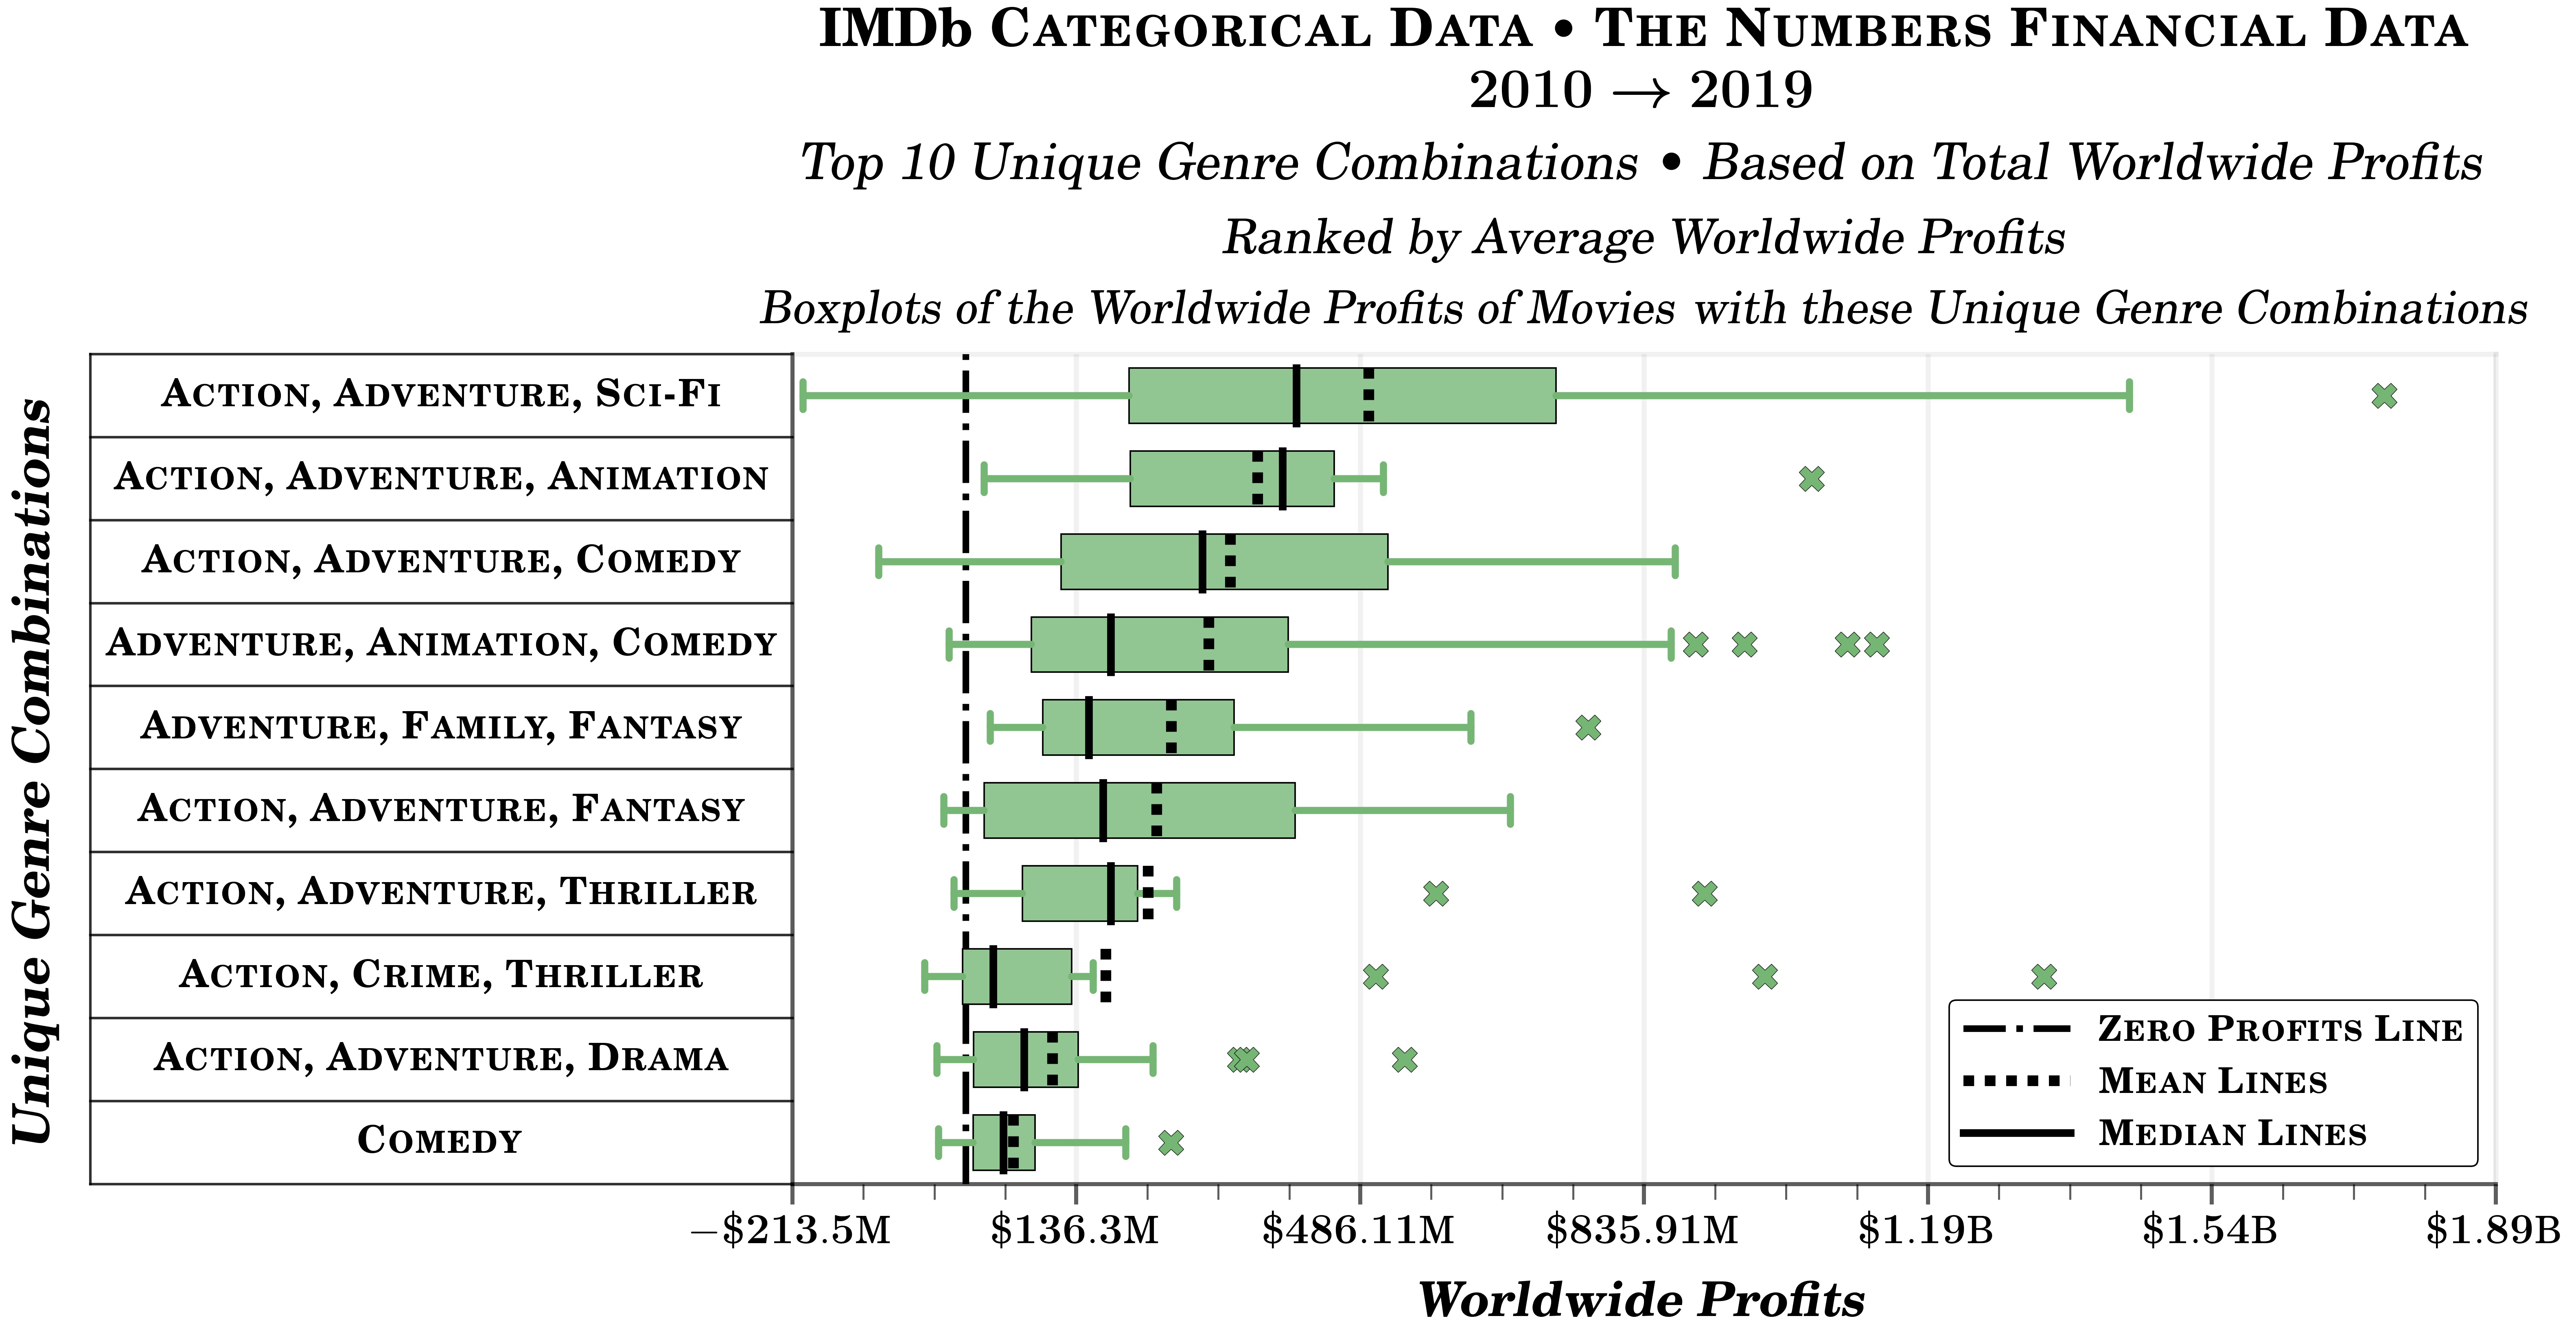 IMDb CATEGORICAL DATA • THE NUMBERS FINANCIAL DATA
2010 → 2019
Top 10 Unique Genre Combinations • Based on Total Worldwide Profits
Ranked by Average Worldwide Profits
Boxplots of the Worldwide Profits of Movies with these Unique Genre Combinations
Unique Genre Combinations
ACTION, ADVENTURE, SCI-FI
ACTION, ADVENTURE, ANIMATION
ACTION, ADVENTURE, COMEDY
ADVENTURE, ANIMATION, COMEDY
ADVENTURE, FAMILY, FANTASY
ACTION, ADVENTURE, FANTASY
ACTION, ADVENTURE, THRILLER
ACTION, CRIME, THRILLER
ACTION, ADVENTURE, DRAMA
COMEDY
ZERO PROFITS LINE
MEAN LINES
MEDIAN LINES
−$213.5M $136.3M $486.11M $835.91M $1.19B $1.54B $1.89B
Worldwide Profits